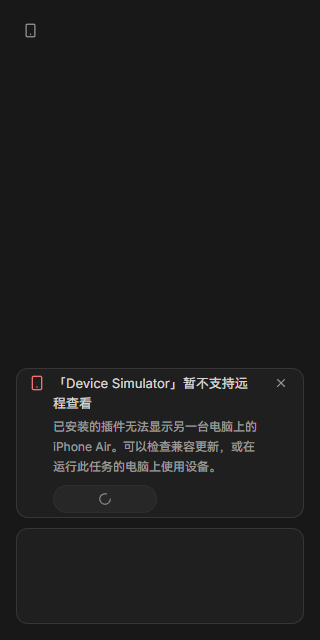 「Device Simulator」暂不支持远
程查看
已安装的插件无法显示另一台电脑上的
iPhone Air。可以检查兼容更新，或在
运行此任务的电脑上使用设备。